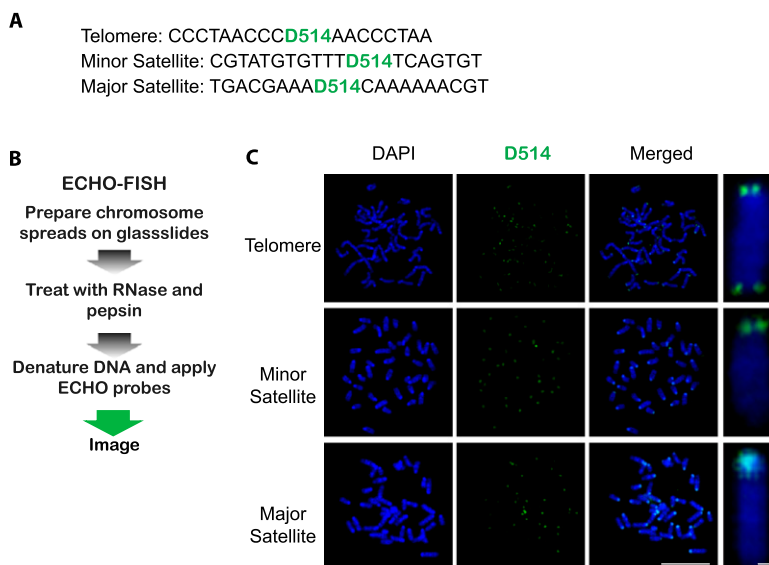 A
Telomere: CCCTAACCCD514AACCCTAA
Minor Satellite: CGTATGTGTTTD514TCAGTGT
Major Satellite: TGACGAAAD514CAAAAAACGT
B
ECHO-FISH
Prepare chromosome
spreads on glassslides
Treat with RNase and
pepsin
Denature DNA and apply
ECHO probes
Image
C
DAPI D514 Merged
Telomere
Minor
Satellite
Major
Satellite